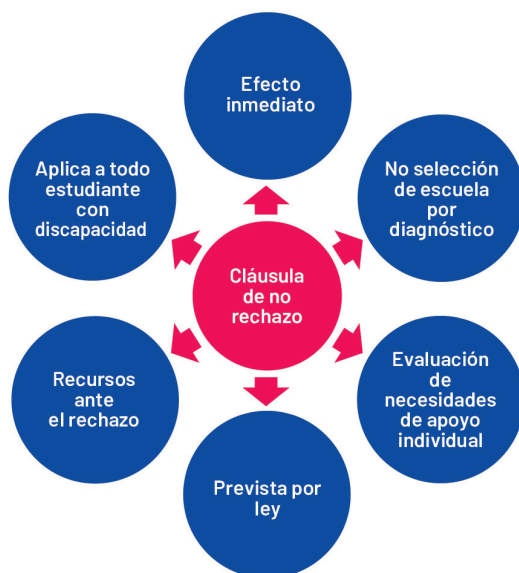 Efecto
inmediato
Aplica a todo
estudiante
con
discapacidad
No selección
de escuela
por
diagnóstico
Cláusula
de no
rechazo
Recursos
ante
el rechazo
Evaluación
de
necesidades
de apoyo
individual
Prevista por
ley